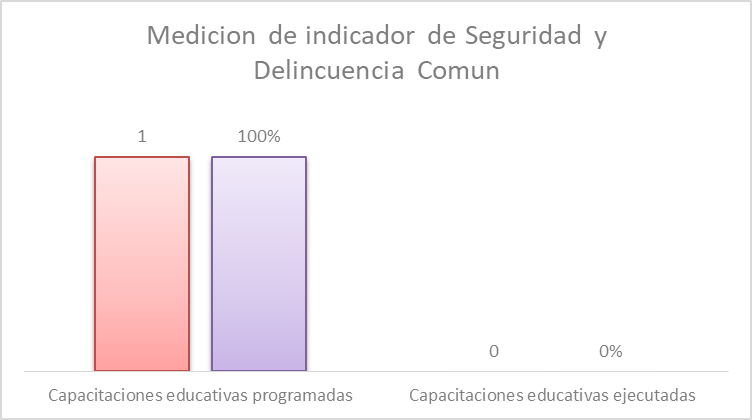 Medicion de indicador de Seguridad y
Delincuencia Comun
1
100%
0
0%
Capacitaciones educativas programadas
Capacitaciones educativas ejecutadas